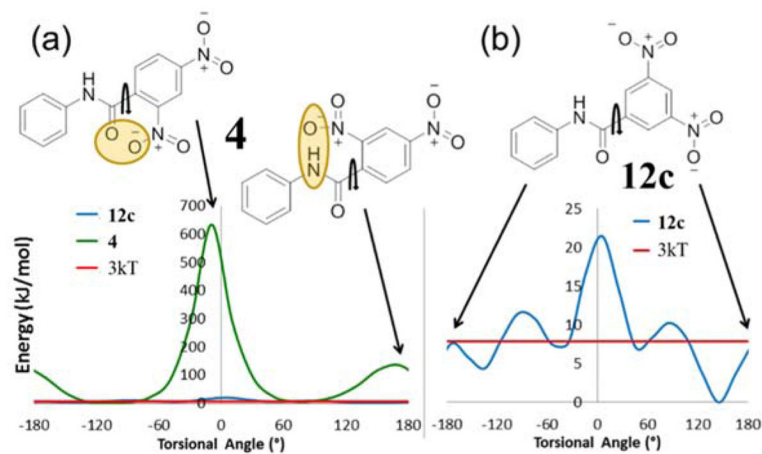 (a)
O⁻
N⁺
O
H
N
O
O⁻
N⁺
O
4
O
O⁻
N⁺
O⁻
N⁺
O
H
N
O
12c
4
3kT
Energy (kJ/mol)
700
600
500
400
300
200
100
0
-180 -120 -60 0 60 120 180
Torsional Angle (°)
(b)
⁻O
N⁺
O
H
N
O
N⁺
O
O⁻
12c
12c
3kT
25
20
15
10
5
0
-180 -120 -60 0 60 120 180
Torsional Angle (°)